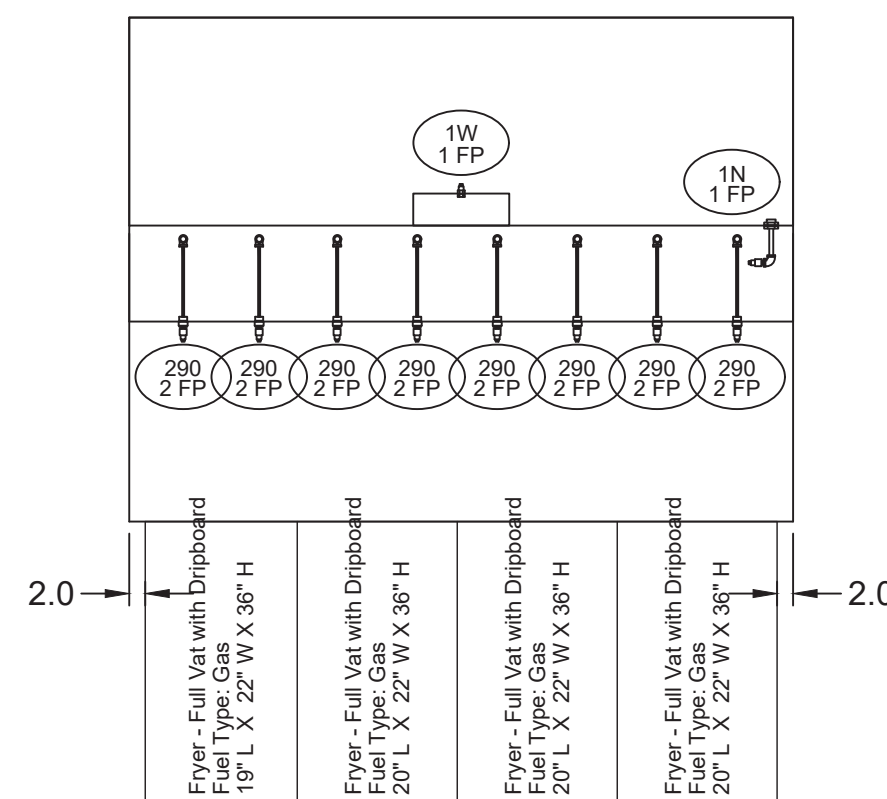 1W
1 FP
1N
1 FP
290
2 FP
290
2 FP
290
2 FP
290
2 FP
290
2 FP
290
2 FP
290
2 FP
290
2 FP
2.0
Fryer - Full Vat with Dripboard
Fuel Type: Gas
19" L X 22" W X 36" H
Fryer - Full Vat with Dripboard
Fuel Type: Gas
20" L X 22" W X 36" H
Fryer - Full Vat with Dripboard
Fuel Type: Gas
20" L X 22" W X 36" H
Fryer - Full Vat with Dripboard
Fuel Type: Gas
20" L X 22" W X 36" H
2.0